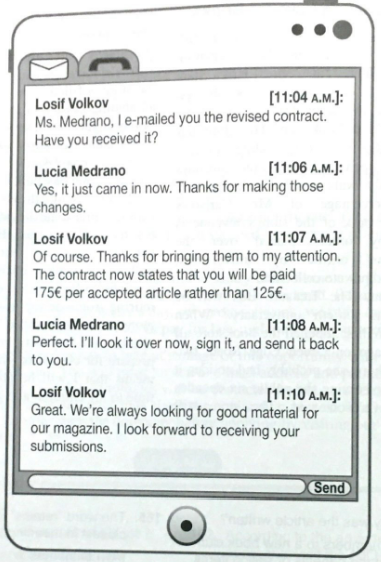 Losif Volkov [11:04 A.M.]:
Ms. Medrano, I e-mailed you the revised contract.
Have you received it?
Lucia Medrano [11:06 A.M.]:
Yes, it just came in now. Thanks for making those
changes.
Losif Volkov [11:07 A.M.]:
Of course. Thanks for bringing them to my attention.
The contract now states that you will be paid
175€ per accepted article rather than 125€.
Lucia Medrano [11:08 A.M.]:
Perfect. I'll look it over now, sign it, and send it back
to you.
Losif Volkov [11:10 A.M.]:
Great. We're always looking for good material for
our magazine. I look forward to receiving your
submissions.
Send